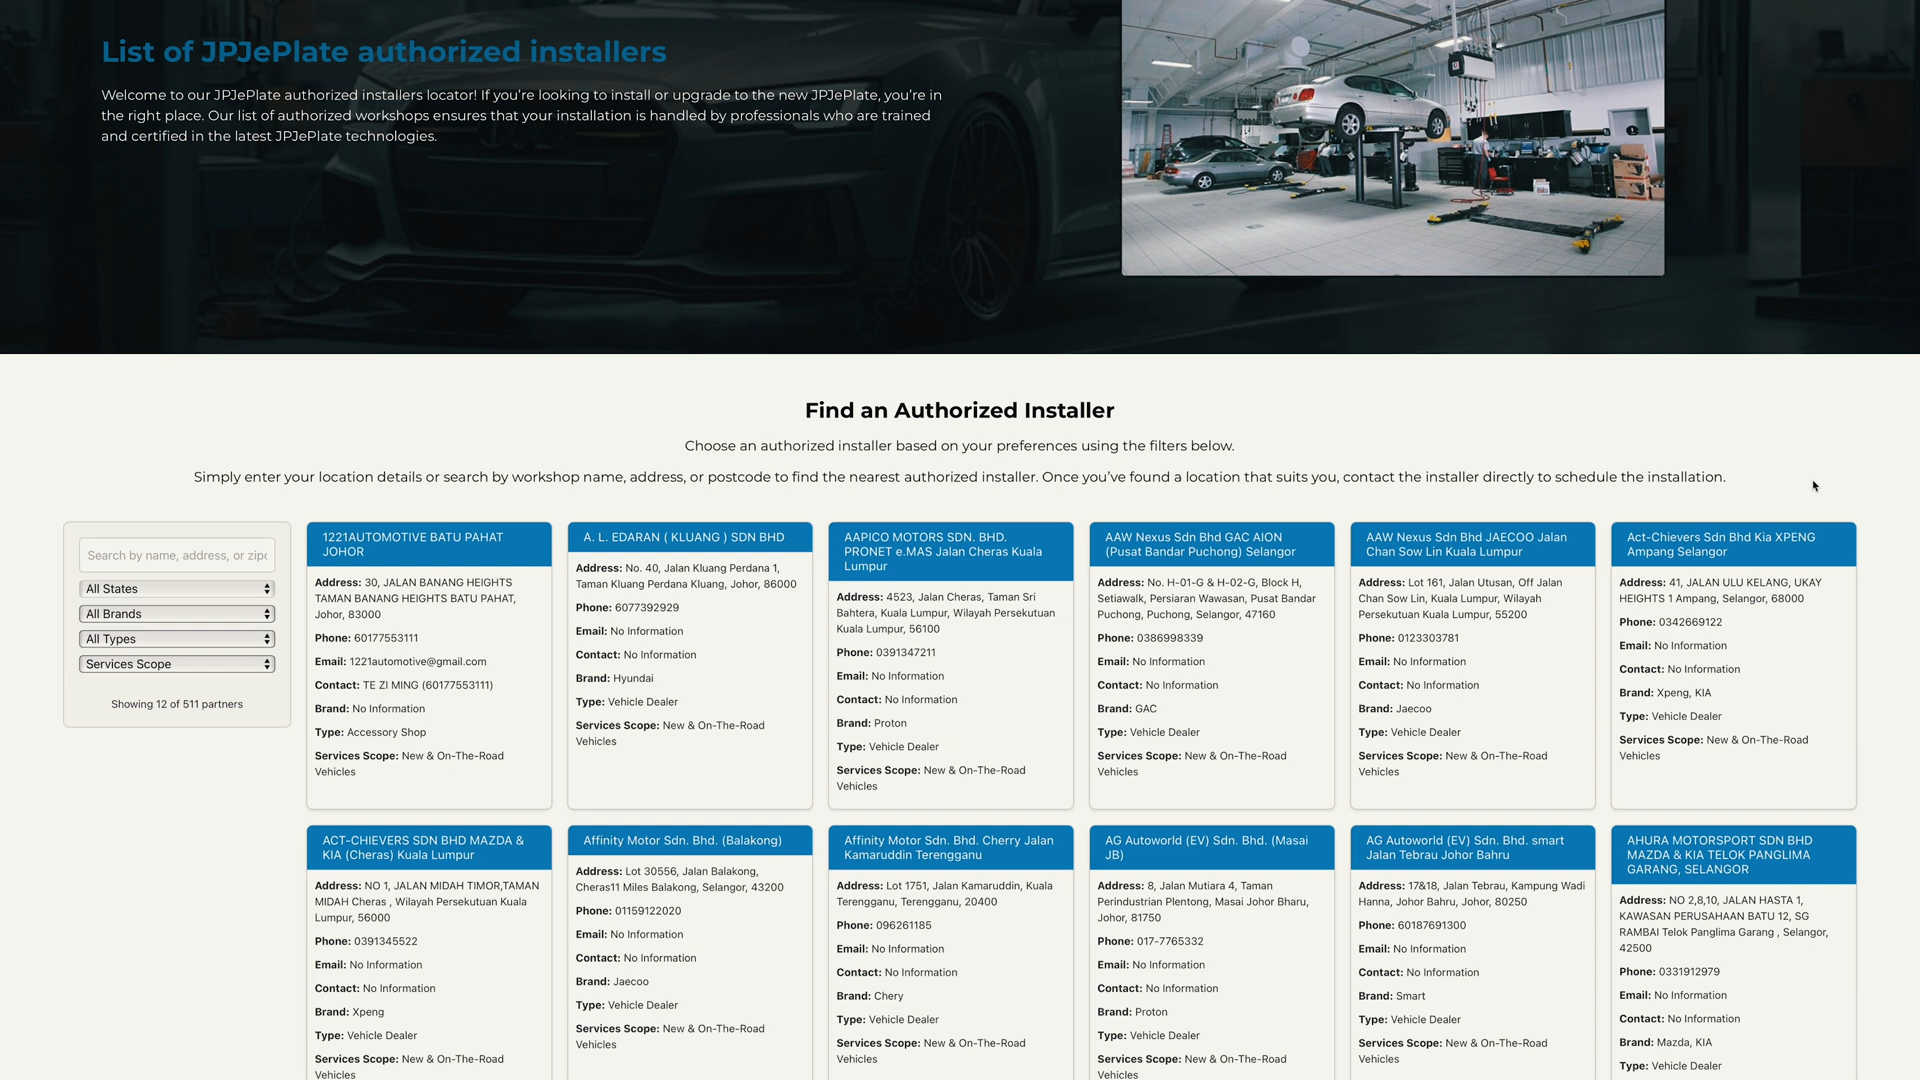 List of JPJePlate authorized installers
Welcome to our JPJePlate authorized installers locator! If you’re looking to install or upgrade to the new JPJePlate, you’re in
the right place. Our list of authorized workshops ensures that your installation is handled by professionals who are trained
and certified in the latest JPJePlate technologies.
Find an Authorized Installer
Choose an authorized installer based on your preferences using the filters below.
Simply enter your location details or search by workshop name, address, or postcode to find the nearest authorized installer. Once you’ve found a location that suits you, contact the installer directly to schedule the installation.
Search by name, address, or zipc
All States
All Brands
All Types
Services Scope
Showing 12 of 511 partners
1221AUTOMOTIVE BATU PAHAT
JOHOR
Address: 30, JALAN BANANG HEIGHTS
TAMAN BANANG HEIGHTS BATU PAHAT,
Johor, 83000
Phone: 60177553111
Email: 1221automotive@gmail.com
Contact: TE ZI MING (60177553111)
Brand: No Information
Type: Accessory Shop
Services Scope: New & On-The-Road
Vehicles
A. L. EDARAN ( KLUANG ) SDN BHD
Address: No. 40, Jalan Kluang Perdana 1,
Taman Kluang Perdana Kluang, Johor, 86000
Phone: 6077392929
Email: No Information
Contact: No Information
Brand: Hyundai
Type: Vehicle Dealer
Services Scope: New & On-The-Road
Vehicles
AAPICO MOTORS SDN. BHD.
PRONET e.MAS Jalan Cheras Kuala
Lumpur
Address: 4523, Jalan Cheras, Taman Sri
Bahtera, Kuala Lumpur, Wilayah Persekutuan
Kuala Lumpur, 56100
Phone: 0391347211
Email: No Information
Contact: No Information
Brand: Proton
Type: Vehicle Dealer
Services Scope: New & On-The-Road
Vehicles
AAW Nexus Sdn Bhd GAC AION
(Pusat Bandar Puchong) Selangor
Address: No. H-01-G & H-02-G, Block H,
Setiawalk, Persiaran Wawasan, Pusat Bandar
Puchong, Puchong, Selangor, 47160
Phone: 0386998339
Email: No Information
Contact: No Information
Brand: GAC
Type: Vehicle Dealer
Services Scope: New & On-The-Road
Vehicles
AAW Nexus Sdn Bhd JAECOO Jalan
Chan Sow Lin Kuala Lumpur
Address: Lot 161, Jalan Utusan, Off Jalan
Chan Sow Lin, Kuala Lumpur, Wilayah
Persekutuan Kuala Lumpur, 55200
Phone: 0123303781
Email: No Information
Contact: No Information
Brand: Jaecoo
Type: Vehicle Dealer
Services Scope: New & On-The-Road
Vehicles
Act-Chievers Sdn Bhd Kia XPENG
Ampang Selangor
Address: 41, JALAN ULU KELANG, UKAY
HEIGHTS 1 Ampang, Selangor, 68000
Phone: 0342669122
Email: No Information
Contact: No Information
Brand: Xpeng, KIA
Type: Vehicle Dealer
Services Scope: New & On-The-Road
Vehicles
ACT-CHIEVERS SDN BHD MAZDA &
KIA (Cheras) Kuala Lumpur
Address: NO 1, JALAN MIDAH TIMOR,TAMAN
MIDAH Cheras , Wilayah Persekutuan Kuala
Lumpur, 56000
Phone: 0391345522
Email: No Information
Contact: No Information
Brand: Xpeng
Type: Vehicle Dealer
Services Scope: New & On-The-Road
Vehicles
Affinity Motor Sdn. Bhd. (Balakong)
Address: Lot 30556, Jalan Balakong,
Cheras11 Miles Balakong, Selangor, 43200
Phone: 01159122020
Email: No Information
Contact: No Information
Brand: Jaecoo
Type: Vehicle Dealer
Services Scope: New & On-The-Road
Vehicles
Affinity Motor Sdn. Bhd. Cherry Jalan
Kamaruddin Terengganu
Address: Lot 1751, Jalan Kamaruddin, Kuala
Terengganu, Terengganu, 20400
Phone: 096261185
Email: No Information
Contact: No Information
Brand: Chery
Type: Vehicle Dealer
Services Scope: New & On-The-Road
Vehicles
AG Autoworld (EV) Sdn. Bhd. (Masai
JB)
Address: 8, Jalan Mutiara 4, Taman
Perindustrian Plentong, Masai Johor Bharu,
Johor, 81750
Phone: 017-7765332
Email: No Information
Contact: No Information
Brand: Proton
Type: Vehicle Dealer
Services Scope: New & On-The-Road
Vehicles
AG Autoworld (EV) Sdn. Bhd. smart
Jalan Tebrau Johor Bahru
Address: 17&18, Jalan Tebrau, Kampung Wadi
Hanna, Johor Bahru, Johor, 80250
Phone: 60187691300
Email: No Information
Contact: No Information
Brand: Smart
Type: Vehicle Dealer
Services Scope: New & On-The-Road
Vehicles
AHURA MOTORSPORT SDN BHD
MAZDA & KIA TELOK PANGLIMA
GARANG, SELANGOR
Address: NO 2,8,10, JALAN HASTA 1,
KAWASAN PERUSAHAAN BATU 12, SG
RAMBAI Telok Panglima Garang , Selangor,
42500
Phone: 0331912979
Email: No Information
Contact: No Information
Brand: Mazda, KIA
Type: Vehicle Dealer